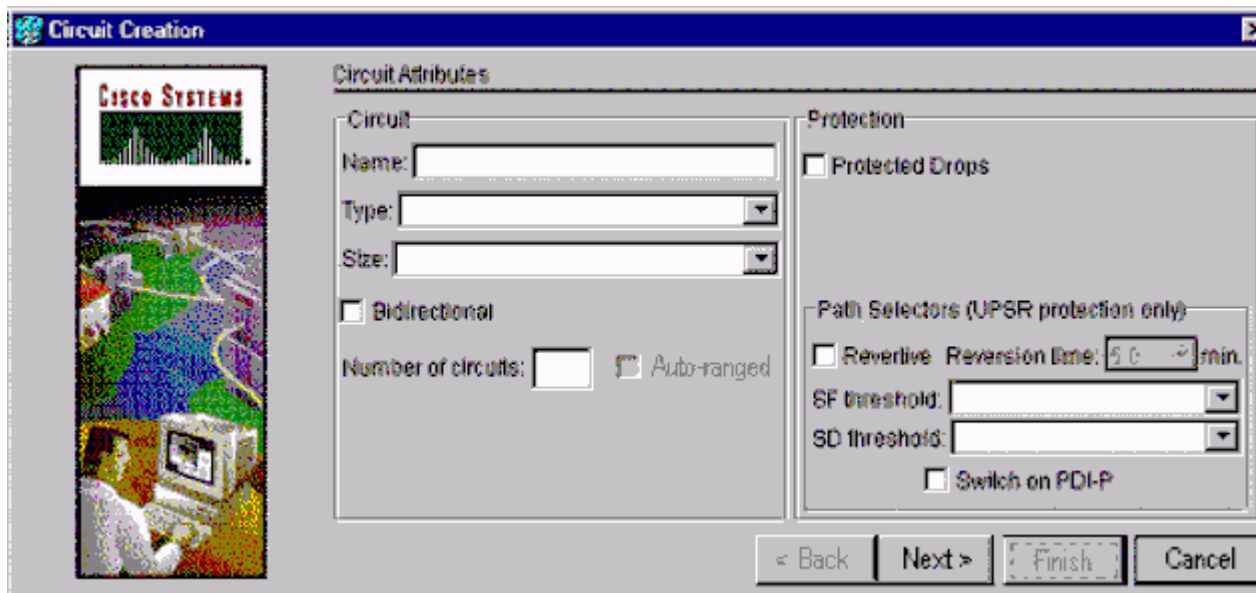 Circuit Creation
CISCO SYSTEMS
Circuit Attributes
Circuit
Name:
Type:
Size:
Bidirectional
Number of circuits:
Auto-ranged
Protection
Protected Drops
Path Selectors (UPSR protection only)
Revertive Reversion time: 5.0 min.
SF threshold:
SD threshold:
Switch on PDI-P
< Back Next > Finish Cancel